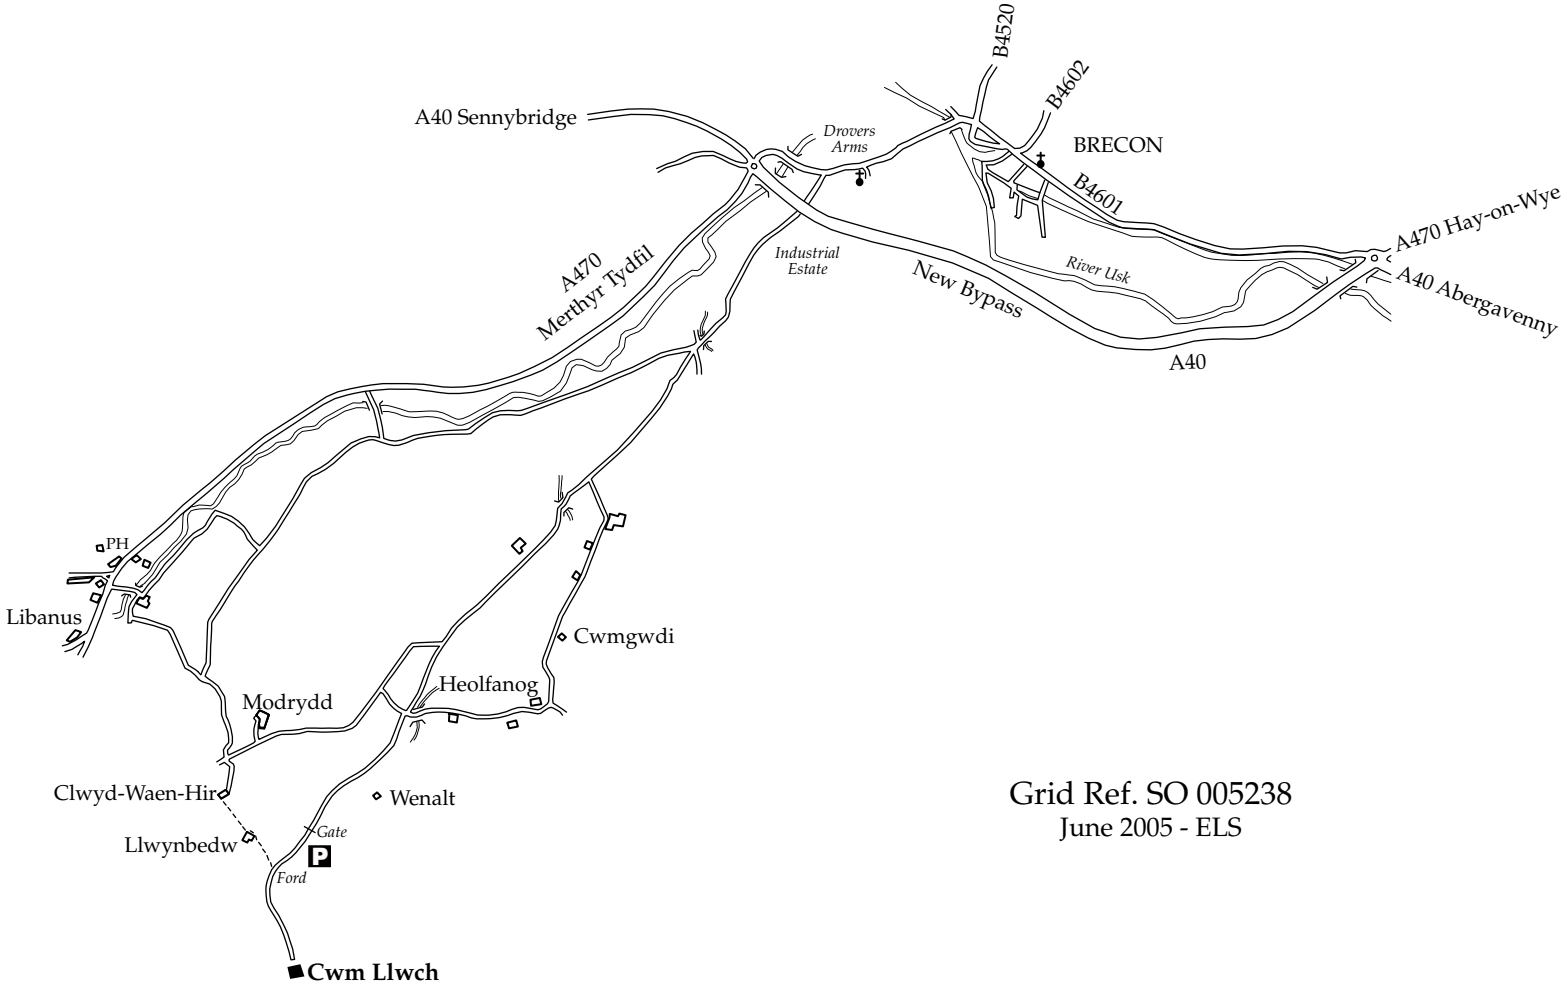 B4520
B4602
A40 Sennybridge
Drovers
Arms
BRECON
B4601
A470 Hay-on-Wye
A40 Abergavenny
A470
Merthyr Tydfil
Industrial
Estate
River Usk
New Bypass
A40
PH
Libanus
Cwmgwdi
Heolfanog
Modrydd
Clwyd-Waen-Hir
Wenalt
Llwynbedw
Gate
P
Ford
Cwm Llwch
Grid Ref. SO 005238
June 2005 - ELS